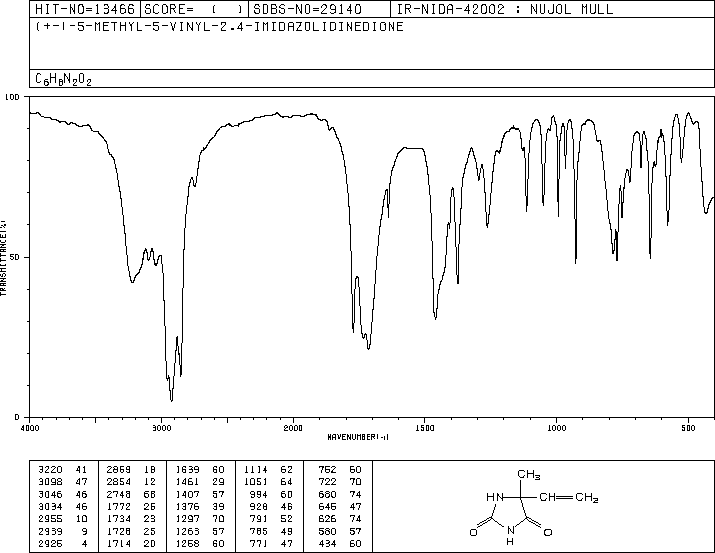 HIT-NO=13466 SCORE= ( ) SDBS-NO=29140 IR-NIDA-42002 : NUJOL MULL
(+-)-5-METHYL-5-VINYL-2,4-IMIDAZOLIDINEDIONE
C6H8N2O2
100
50
0
TRANSMITTANCE(%)
4000 3000 2000 1500 1000 500
WAVENUMBER(-1)
3220 41 2869 18 1639 60 1114 62 752 60
3098 47 2854 12 1461 29 1051 64 722 70
3046 46 2748 68 1407 57 994 60 680 74
3034 46 1772 25 1376 39 928 46 646 47
2955 10 1734 23 1297 70 791 52 626 74
2939 9 1728 25 1263 57 785 49 580 57
2925 4 1714 20 1258 60 771 47 434 60
CH3
HN CH CH2
O N H O